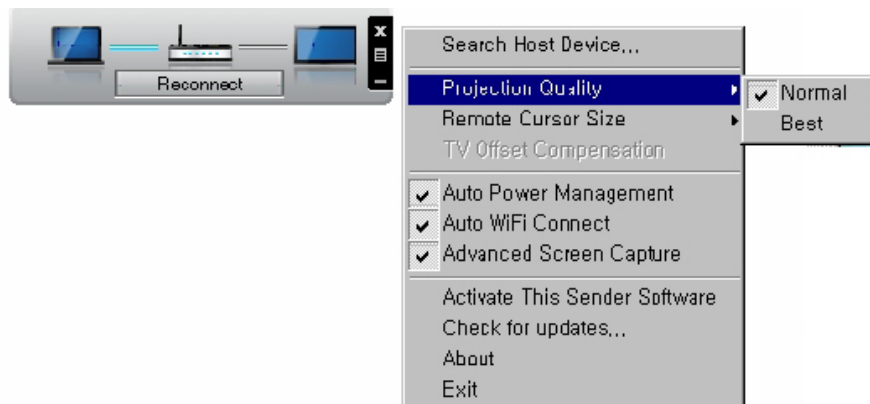 Reconnect
Search Host Device...
Projection Quality
Normal
Remote Cursor Size
Best
TV Offset Compensation
Auto Power Management
Auto WiFi Connect
Advanced Screen Capture
Activate This Sender Software
Check for updates...
About
Exit